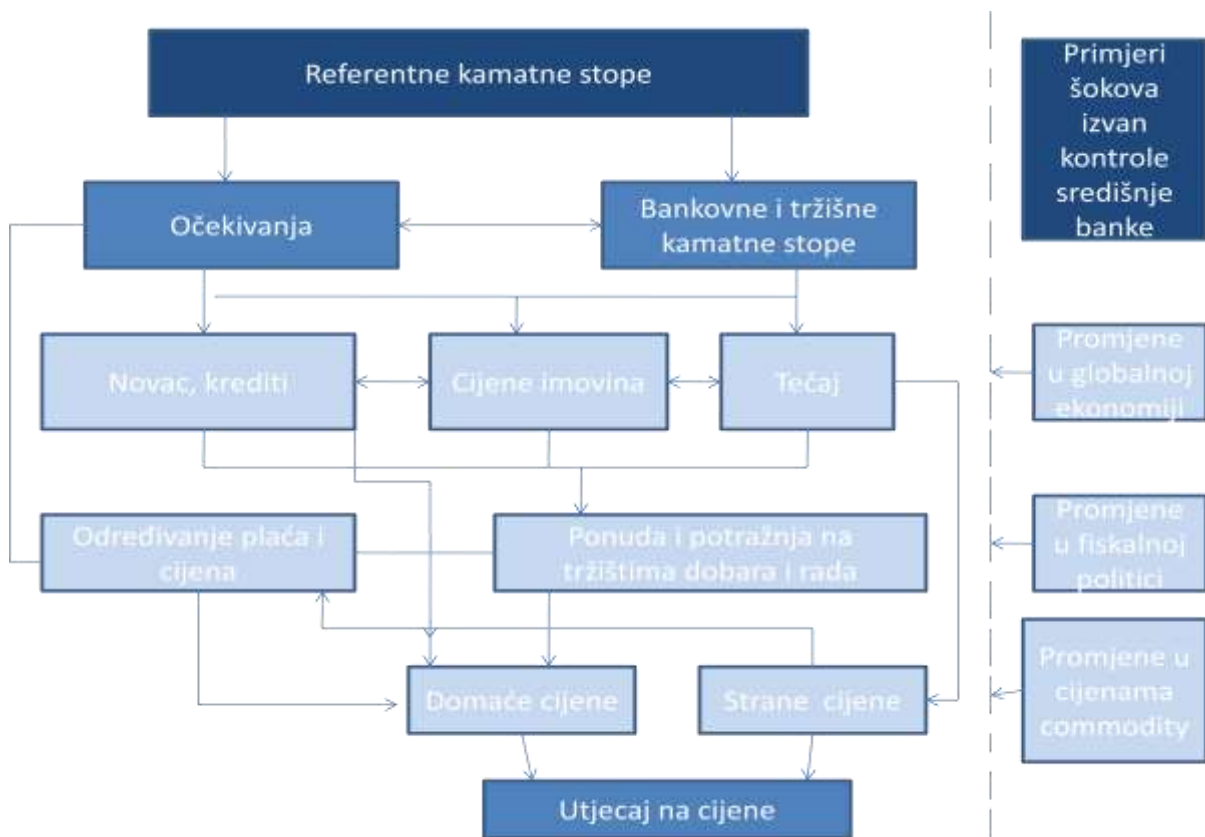 Referentne kamatne stope
Primjeri
šokova
izvan
kontrole
središnje
banke
Očekivanja
Bankovne i tržišne
kamatne stope
Novac, krediti
Cijene imovina
Tečaj
Promjene
u globalnoj
ekonomiji
Određivanje plaća i
cijena
Ponuda i potražnja na
tržištima dobara i rada
Promjene
u fiskalnoj
politici
Domaće cijene
Strane cijene
Promjene u
cijenama
commodity
Utjecaj na cijene